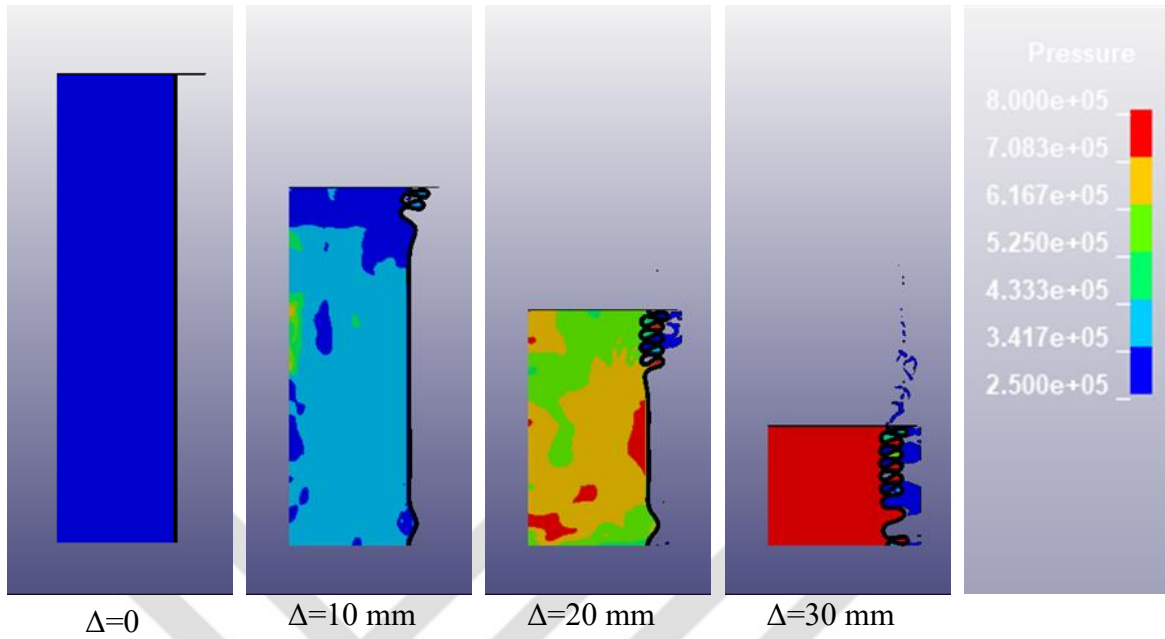 Pressure
8.000e+05
7.083e+05
6.167e+05
5.250e+05
4.333e+05
3.417e+05
2.500e+05
Δ=0
Δ=10 mm
Δ=20 mm
Δ=30 mm